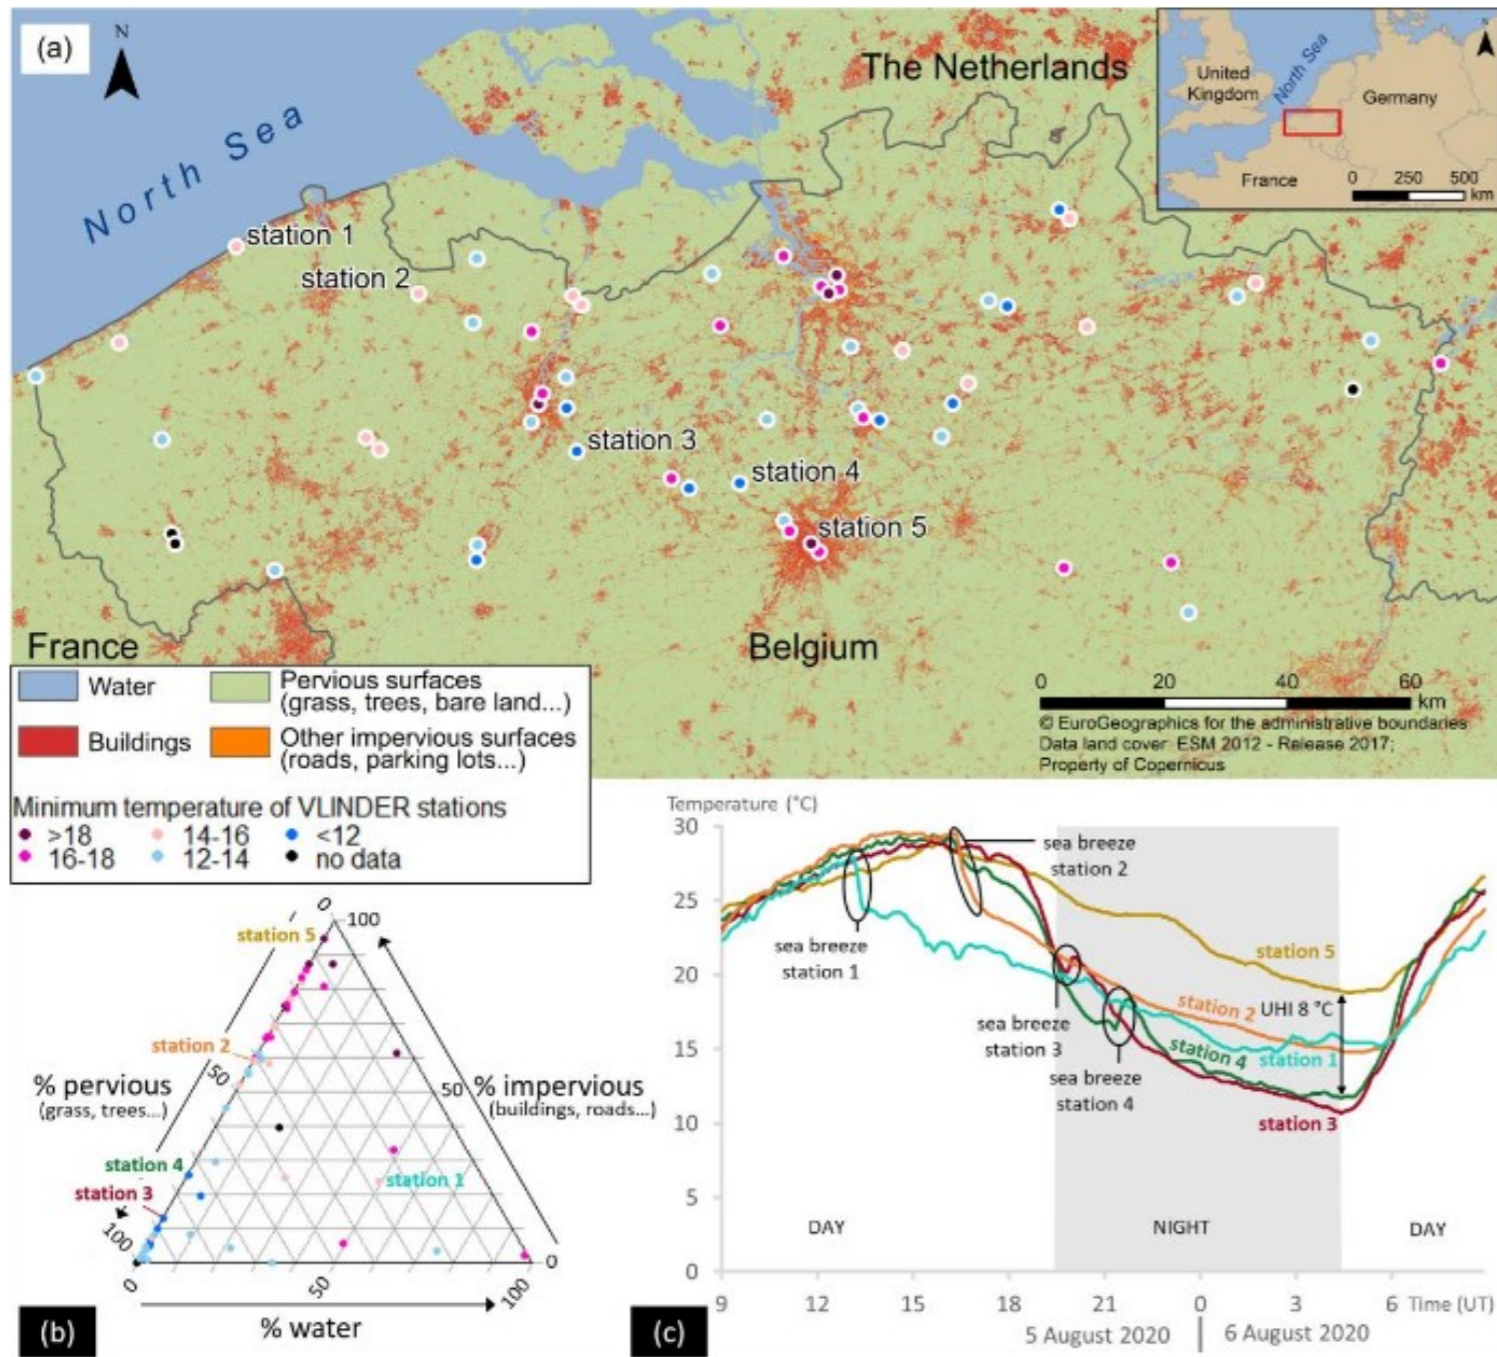 (a)
N
North Sea
The Netherlands
United
Kingdom
North Sea
Germany
France
0 250 500
km
N
station 1
station 2
station 3
station 4
station 5
France
Belgium
0 20 40 60
km
© EuroGeographics for the administrative boundaries
Data land cover: ESM 2012 - Release 2017;
Property of Copernicus
Water
Pervious surfaces
(grass, trees, bare land...)
Buildings
Other impervious surfaces
(roads, parking lots...)
Minimum temperature of VLINDER stations
>18 14-16 <12
16-18 12-14 no data
0
100
station 5
station 2
50
% pervious
(grass, trees...)
50
% impervious
(buildings, roads...)
station 4
station 1
station 3
100
0
0
50
100
% water
(b)
Temperature (°C)
30
25
20
15
10
5
0
sea breeze
station 2
sea breeze
station 1
station 5
UHI 8 °C
station 2
sea breeze
station 3
station 1
station 4
sea breeze
station 4
station 3
DAY NIGHT DAY
9 12 15 18 21 0 3 6 Time (UT)
5 August 2020 6 August 2020
(c)